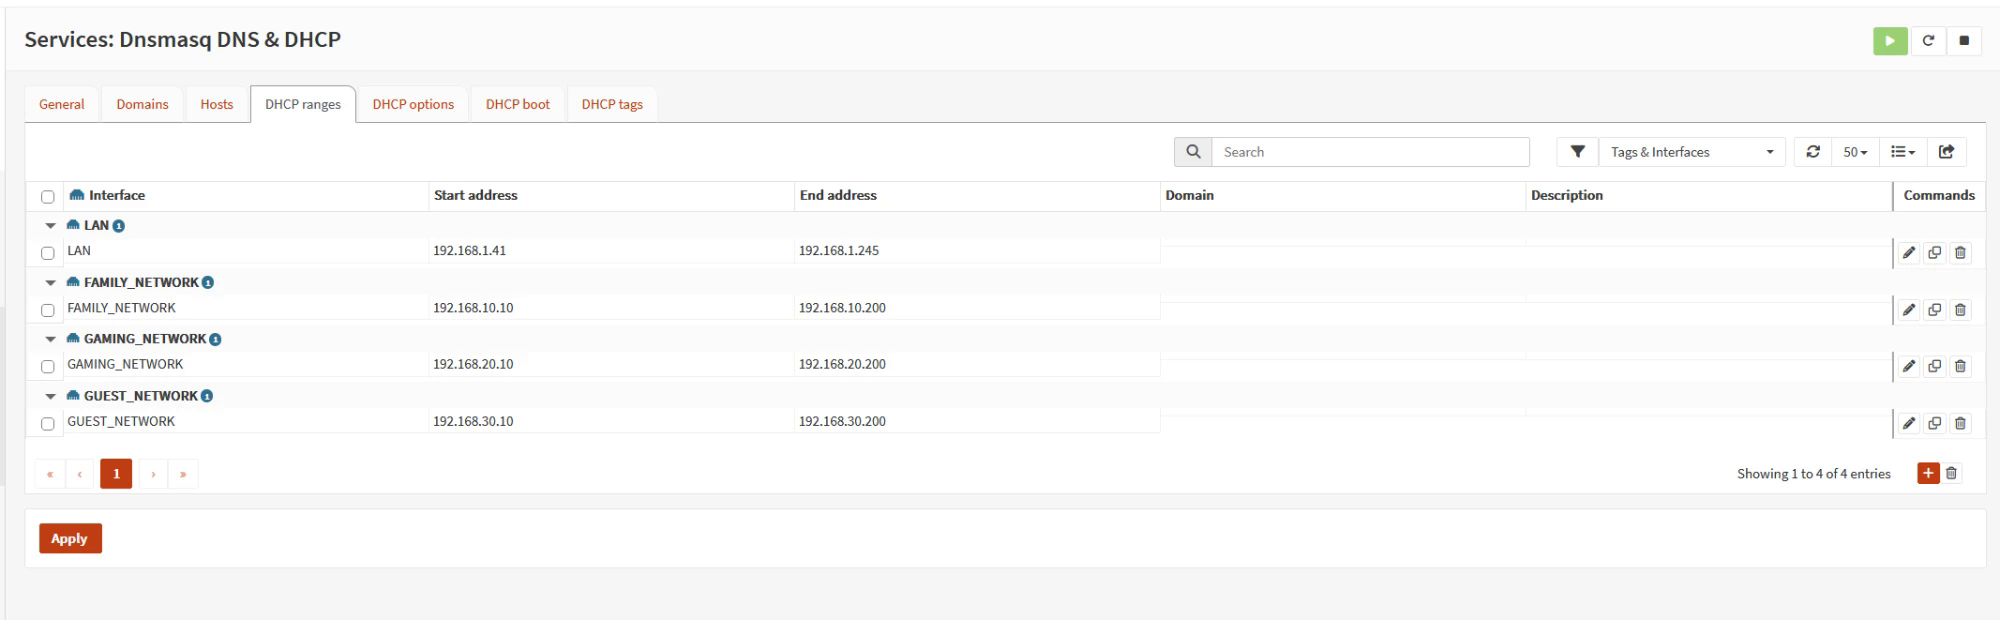 Services: Dnsmasq DNS & DHCP
General Domains Hosts DHCP ranges DHCP options DHCP boot DHCP tags
Search Tags & Interfaces 50
Interface Start address End address Domain Description Commands
LAN 1
LAN 192.168.1.41 192.168.1.245
FAMILY_NETWORK 1
FAMILY_NETWORK 192.168.10.10 192.168.10.200
GAMING_NETWORK 1
GAMING_NETWORK 192.168.20.10 192.168.20.200
GUEST_NETWORK 1
GUEST_NETWORK 192.168.30.10 192.168.30.200
« ‹ 1 › » Showing 1 to 4 of 4 entries +
Apply